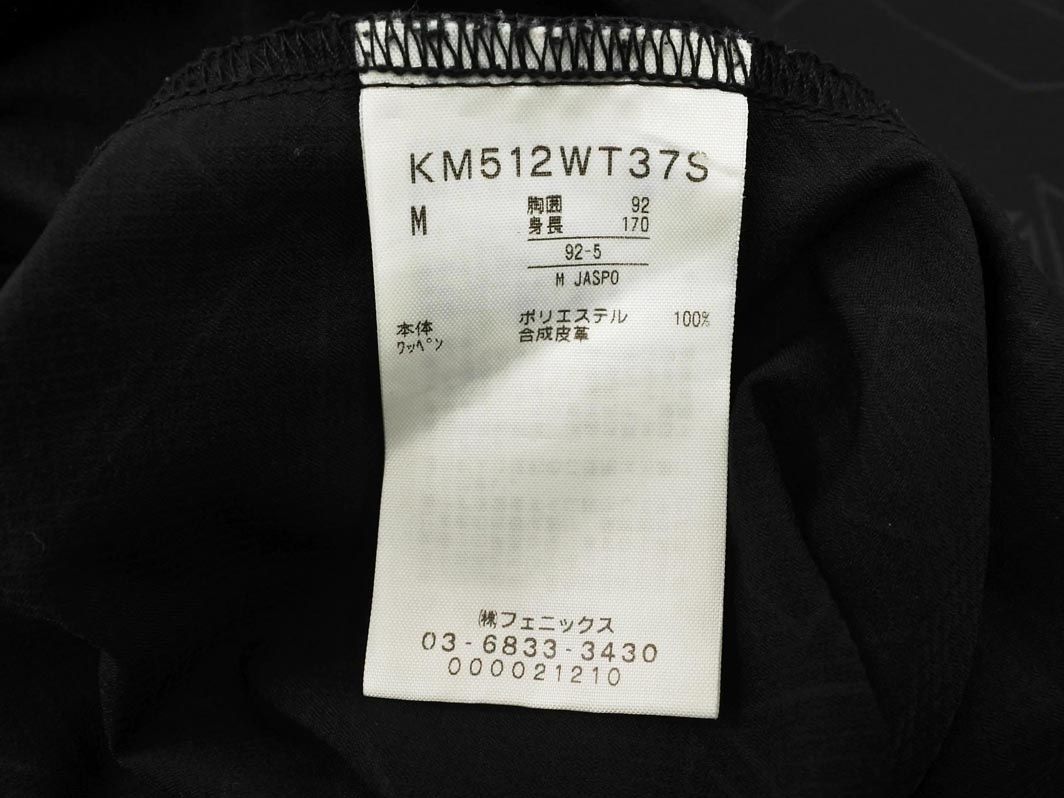 KM512WT37S
M
胸囲 92
身長 170
92-5
M JASPO
本体 ポリエステル 100%
ワッペン 合成皮革
㈱フェニックス
03-6833-3430
000021210